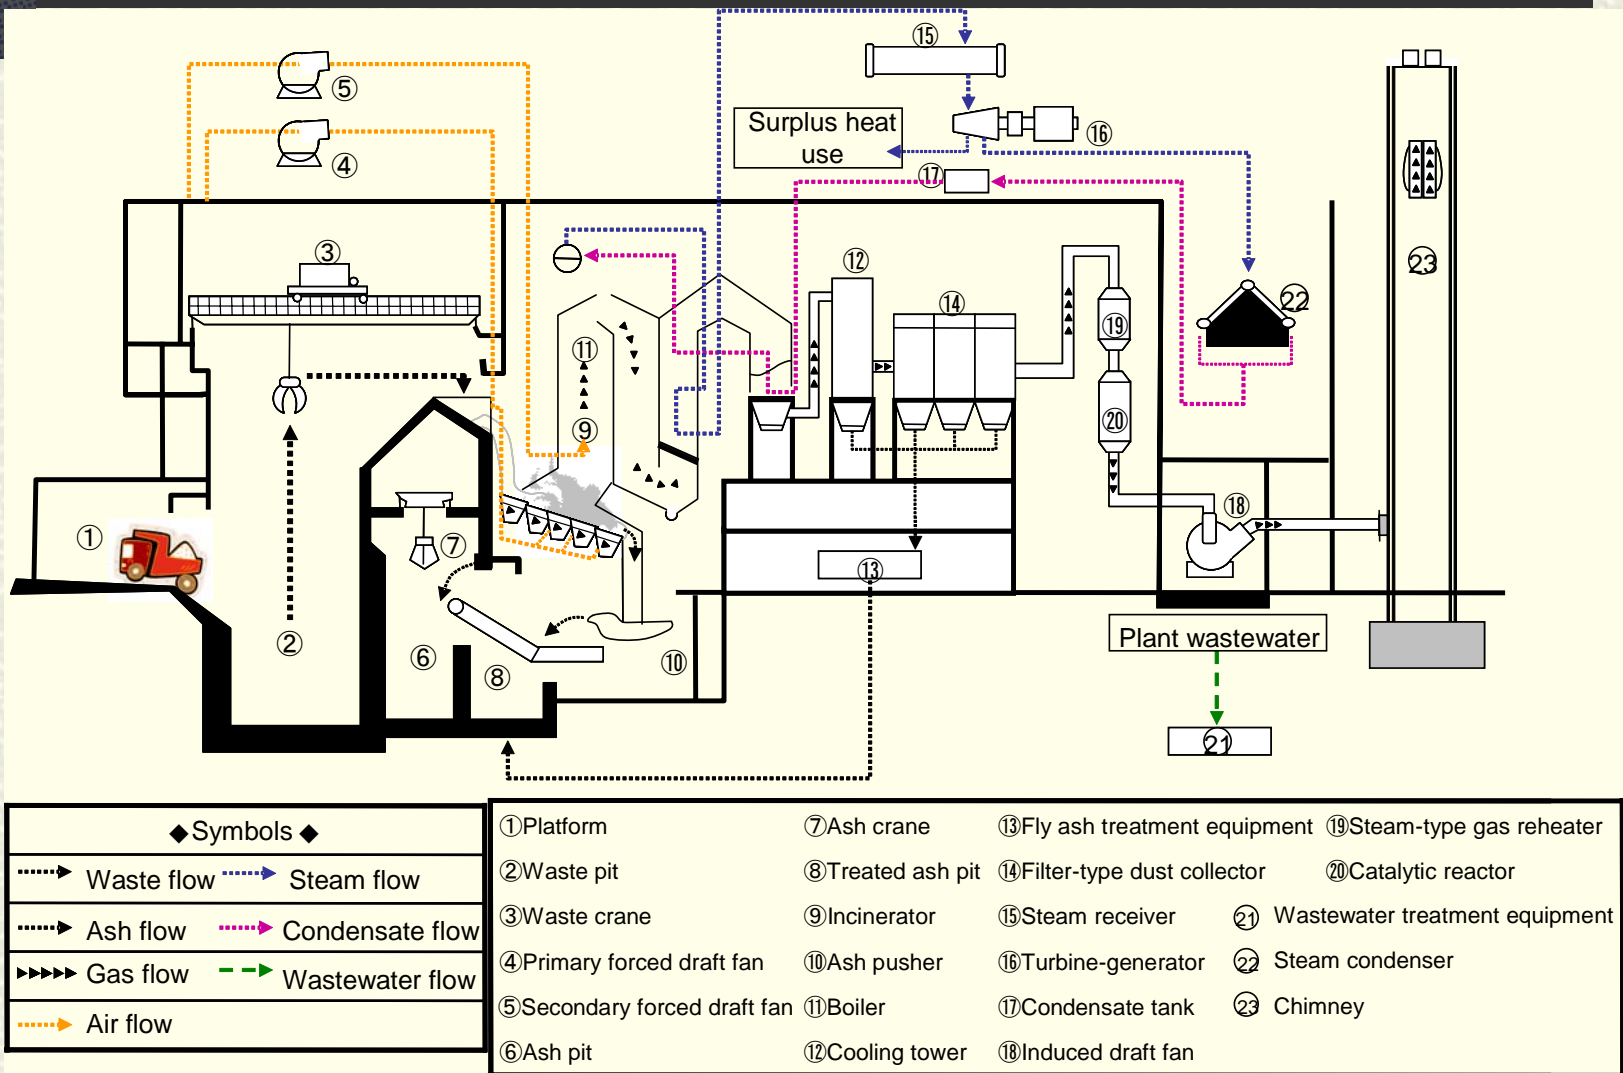 ⑮
⑤
Surplus heat
use
⑯
④
⑰
③
⑫
㉓
⑭
㉒
⑲
⑪
⑳
⑨
⑱
①
⑦
⑬
②
Plant wastewater
⑥
⑩
⑧
㉑
◆Symbols◆
Waste flow
Steam flow
Ash flow
Condensate flow
Gas flow
Wastewater flow
Air flow
①Platform
②Waste pit
③Waste crane
④Primary forced draft fan
⑤Secondary forced draft fan
⑥Ash pit
⑦Ash crane
⑧Treated ash pit
⑨Incinerator
⑩Ash pusher
⑪Boiler
⑫Cooling tower
⑬Fly ash treatment equipment
⑭Filter-type dust collector
⑮Steam receiver
⑯Turbine-generator
⑰Condensate tank
⑱Induced draft fan
⑲Steam-type gas reheater
⑳Catalytic reactor
㉑ Wastewater treatment equipment
㉒ Steam condenser
㉓ Chimney